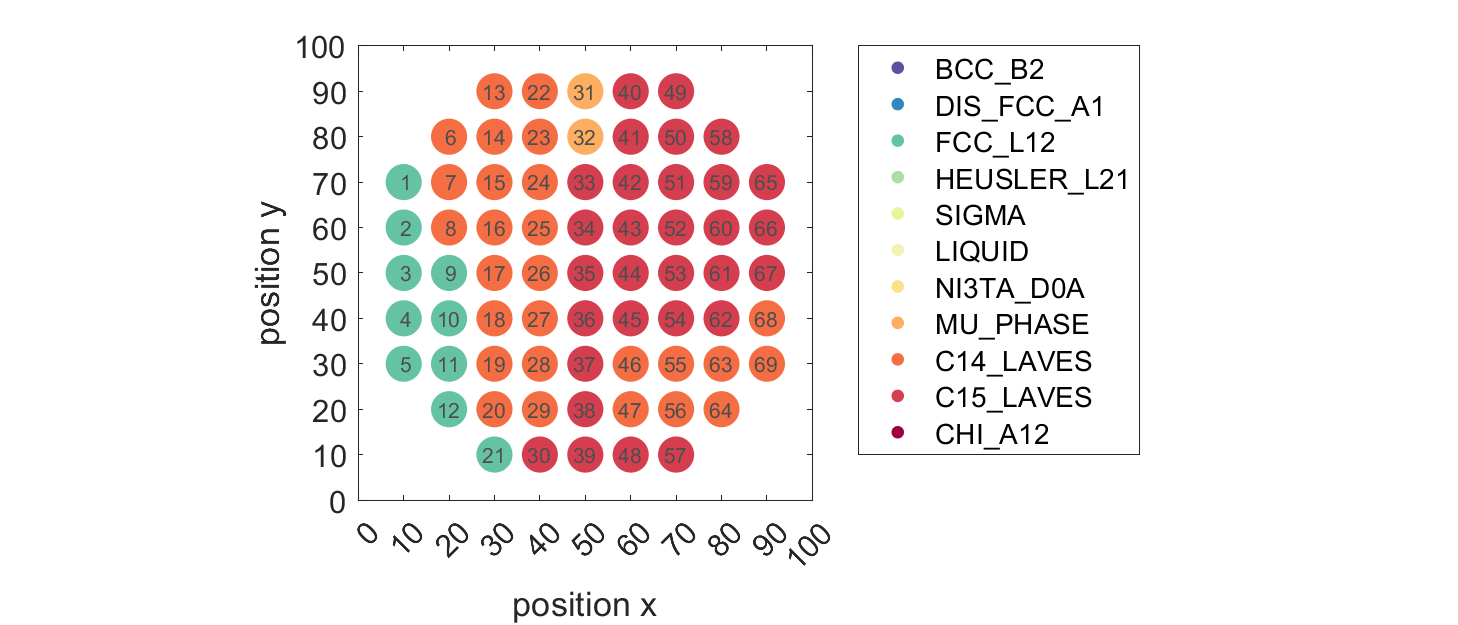 100
90
80
70
60
50
40
30
20
10
0
position y
13 22 31 40 49
6 14 23 32 41 50 58
1 7 15 24 33 42 51 59 65
2 8 16 25 34 43 52 60 66
3 9 17 26 35 44 53 61 67
4 10 18 27 36 45 54 62 68
5 11 19 28 37 46 55 63 69
12 20 29 38 47 56 64
21 30 39 48 57
0 10 20 30 40 50 60 70 80 90 100
position x
BCC_B2
DIS_FCC_A1
FCC_L12
HEUSLER_L21
SIGMA
LIQUID
NI3TA_D0A
MU_PHASE
C14_LAVES
C15_LAVES
CHI_A12